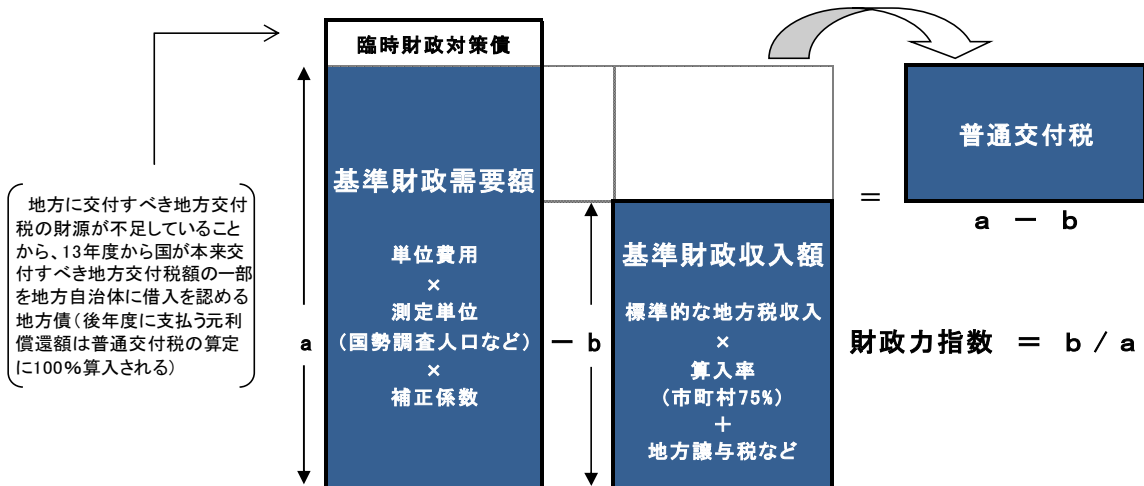 臨時財政対策債
地方に交付すべき地方交付
税の財源が不足していること
から、13年度から国が本来交
付すべき地方交付税額の一部
を地方自治体に借入を認める
地方債（後年度に支払う元利
償還額は普通交付税の算定
に100%算入される）
a
基準財政需要額
単位費用
×
測定単位
（国勢調査人口など）
×
補正係数
－
b
基準財政収入額
標準的な地方税収入
×
算入率
（市町村75%）
＋
地方譲与税など
＝
普通交付税
a － b
財政力指数 ＝ b / a